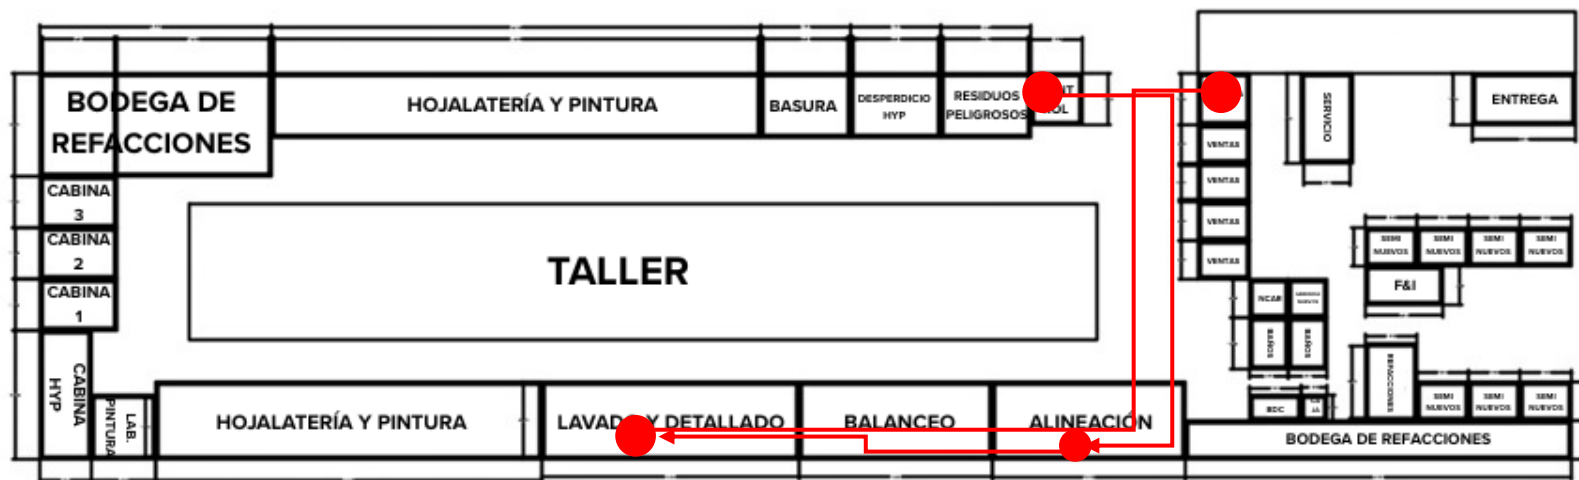 BODEGA DE
REFACCIONES
HOJALATERÍA Y PINTURA
BASURA
DESPERDICIO
HYP
RESIDUOS
PELIGROSOS
SERVICIO
ENTREGA
VENTAS
VENTAS
VENTAS
VENTAS
CABINA
3
CABINA
2
CABINA
1
TALLER
SEMI
NUEVOS
SEMI
NUEVOS
SEMI
NUEVOS
SEMI
NUEVOS
F&I
NCAR
BAÑOS
BAÑOS
REFACCIONES
CABINA
HYP
LAB.
PINTURA
HOJALATERÍA Y PINTURA
LAVADO Y DETALLADO
BALANCEO
ALINEACIÓN
BDC
SEMI
NUEVOS
SEMI
NUEVOS
SEMI
NUEVOS
BODEGA DE REFACCIONES